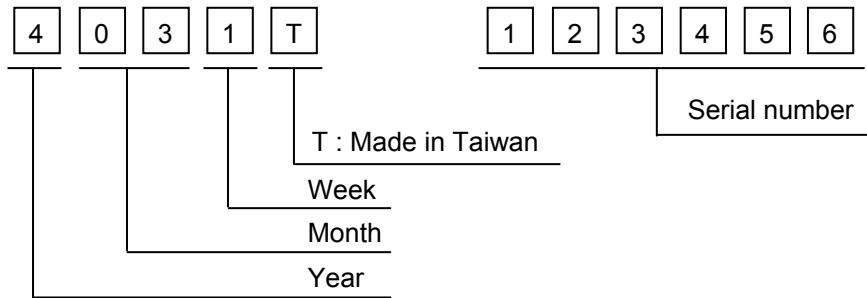 4 0 3 1 T 1 2 3 4 5 6
Serial number
T : Made in Taiwan
Week
Month
Year